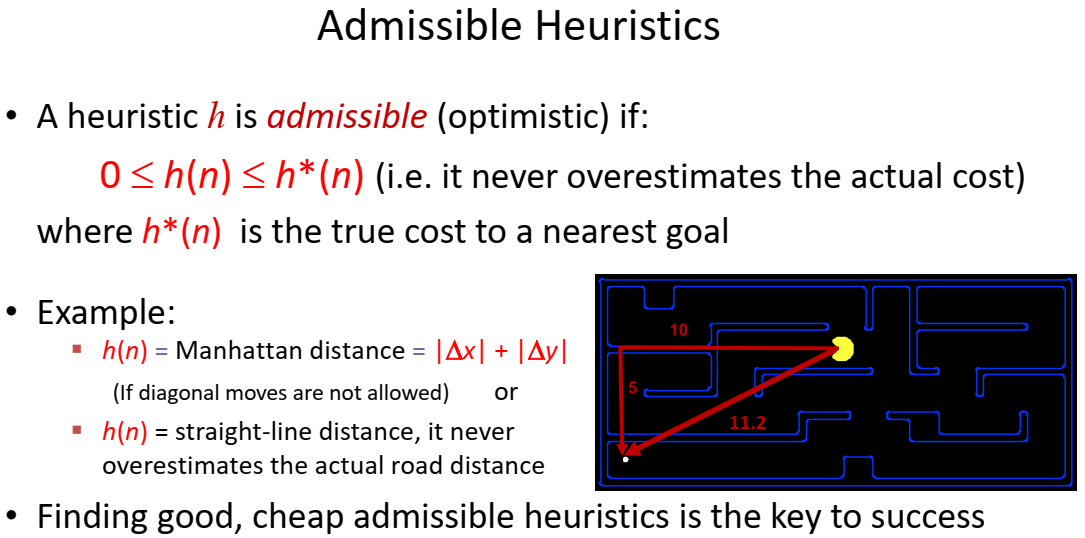 Admissible Heuristics
• A heuristic h is admissible (optimistic) if:
0 ≤ h(n) ≤ h*(n) (i.e. it never overestimates the actual cost)
where h*(n) is the true cost to a nearest goal
• Example:
▪ h(n) = Manhattan distance = |Δx| + |Δy|
(If diagonal moves are not allowed) or
▪ h(n) = straight-line distance, it never
overestimates the actual road distance
10
5
11.2
• Finding good, cheap admissible heuristics is the key to success